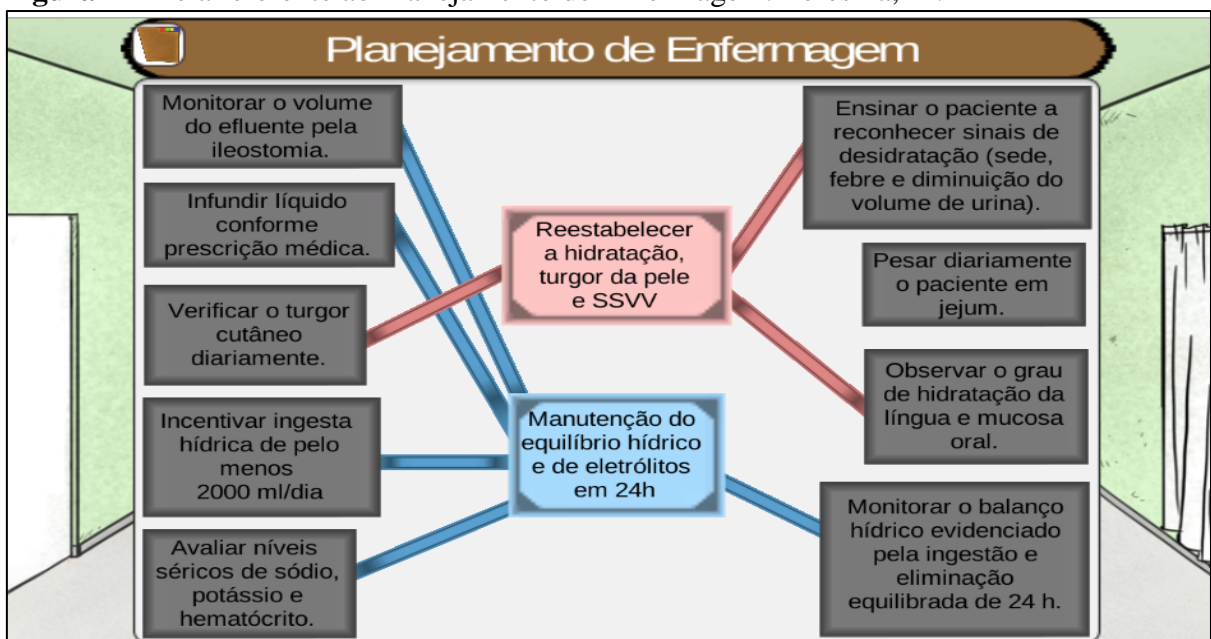 Planejamento de Enfermagem
Monitorar o volume
do efluente pela
ileostomia.
Infundir líquido
conforme
prescrição médica.
Verificar o turgor
cutâneo
diariamente.
Incentivar ingesta
hídrica de pelo
menos
2000 ml/dia
Avaliar níveis
séricos de sódio,
potássio e
hematócrito.
Reestabelecer
a hidratação,
turgor da pele
e SSVV
Manutenção do
equilíbrio hídrico
e de eletrólitos
em 24h
Ensinar o paciente a
reconhecer sinais de
desidratação (sede,
febre e diminuição do
volume de urina).
Pesar diariamente
o paciente em
jejum.
Observar o grau
de hidratação da
língua e mucosa
oral.
Monitorar o balanço
hídrico evidenciado
pela ingestão e
eliminação
equilibrada de 24 h.